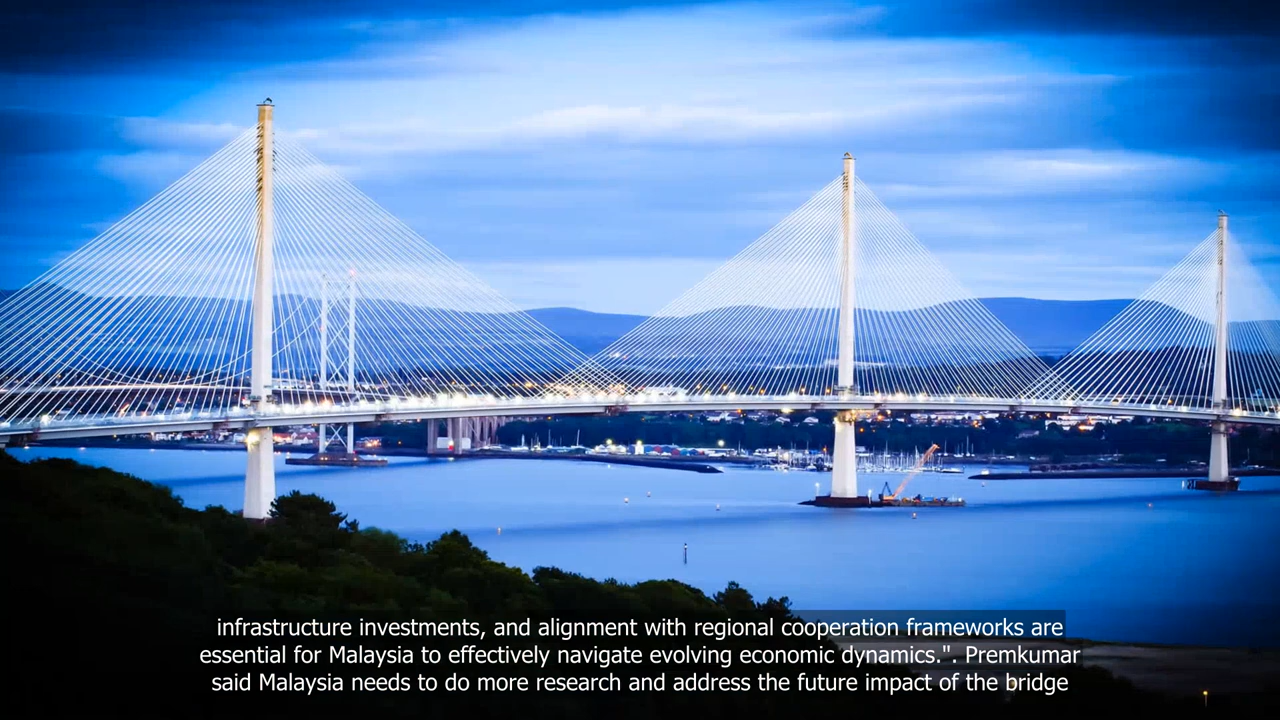 infrastructure investments, and alignment with regional cooperation frameworks are
essential for Malaysia to effectively navigate evolving economic dynamics.". Premkumar
said Malaysia needs to do more research and address the future impact of the bridge